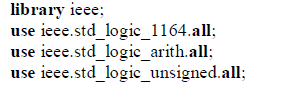 library ieee;
use ieee.std_logic_1164.all;
use ieee.std_logic_arith.all;
use ieee.std_logic_unsigned.all;